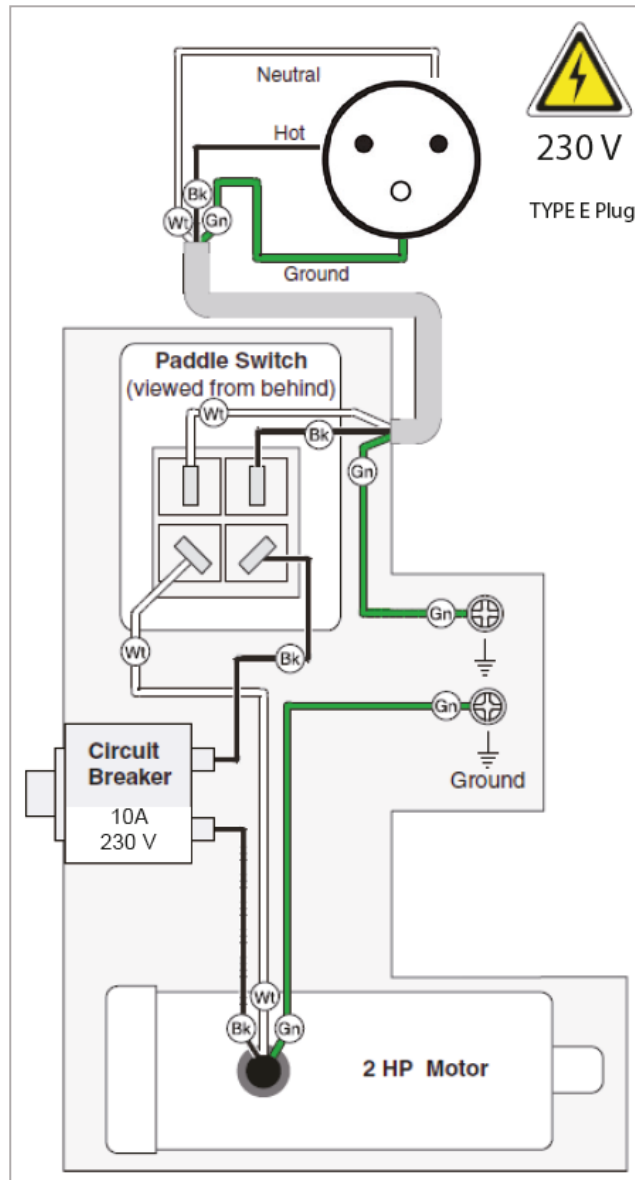 Neutral
230 V
Hot
TYPE E Plug
Bk
Wt
Gn
Ground
Paddle Switch
(viewed from behind)
Wt
Bk
Gn
Gn
Wt
Bk
Gn
Circuit
Breaker
Ground
10A
230 V
Wt
Bk
Gn
2 HP Motor